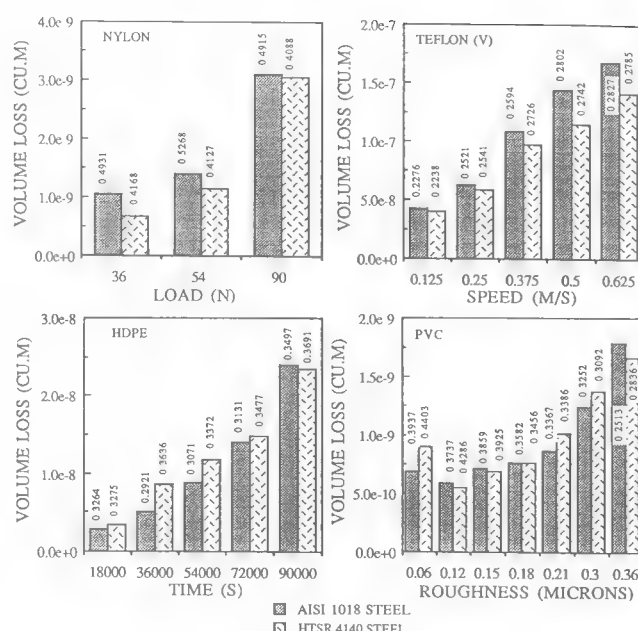 4.0e-9
NYLON
VOLUME LOSS (CU.M)
3.0e-9
2.0e-9
1.0e-9
0.0e+0
0.4931
0.4168
0.5268
0.4127
0.4915
0.4088
36 54 90
LOAD (N)
2.0e-7
TEFLON (V)
VOLUME LOSS (CU.M)
1.5e-7
1.0e-7
5.0e-8
0.0e+0
0.2276
0.2238
0.2521
0.2541
0.2594
0.2726
0.2802
0.2742
0.2827
0.2785
0.125 0.25 0.375 0.5 0.625
SPEED (M/S)
3.0e-8
HDPE
VOLUME LOSS (CU.M)
2.0e-8
1.0e-8
0.0e+0
0.3264
0.3275
0.2921
0.3636
0.3071
0.3372
0.3131
0.3477
0.3497
0.3691
18000 36000 54000 72000 90000
TIME (S)
2.0e-9
PVC
VOLUME LOSS (CU.M)
1.5e-9
1.0e-9
5.0e-10
0.0e+0
0.3937
0.4403
0.3737
0.4286
0.3859
0.3925
0.3582
0.3456
0.3367
0.3386
0.3252
0.3092
0.2513
0.2836
0.06 0.12 0.15 0.18 0.21 0.3 0.36
ROUGHNESS (MICRONS)
AISI 1018 STEEL
HTSR 4140 STEEL